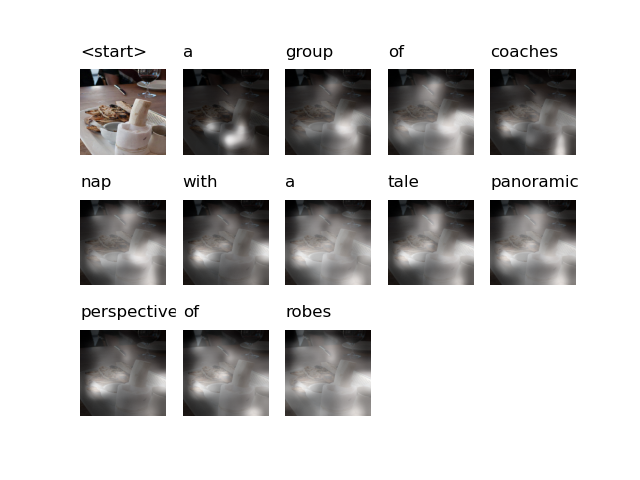 <start> a group of coaches
nap with a tale panoramic
perspective of robes